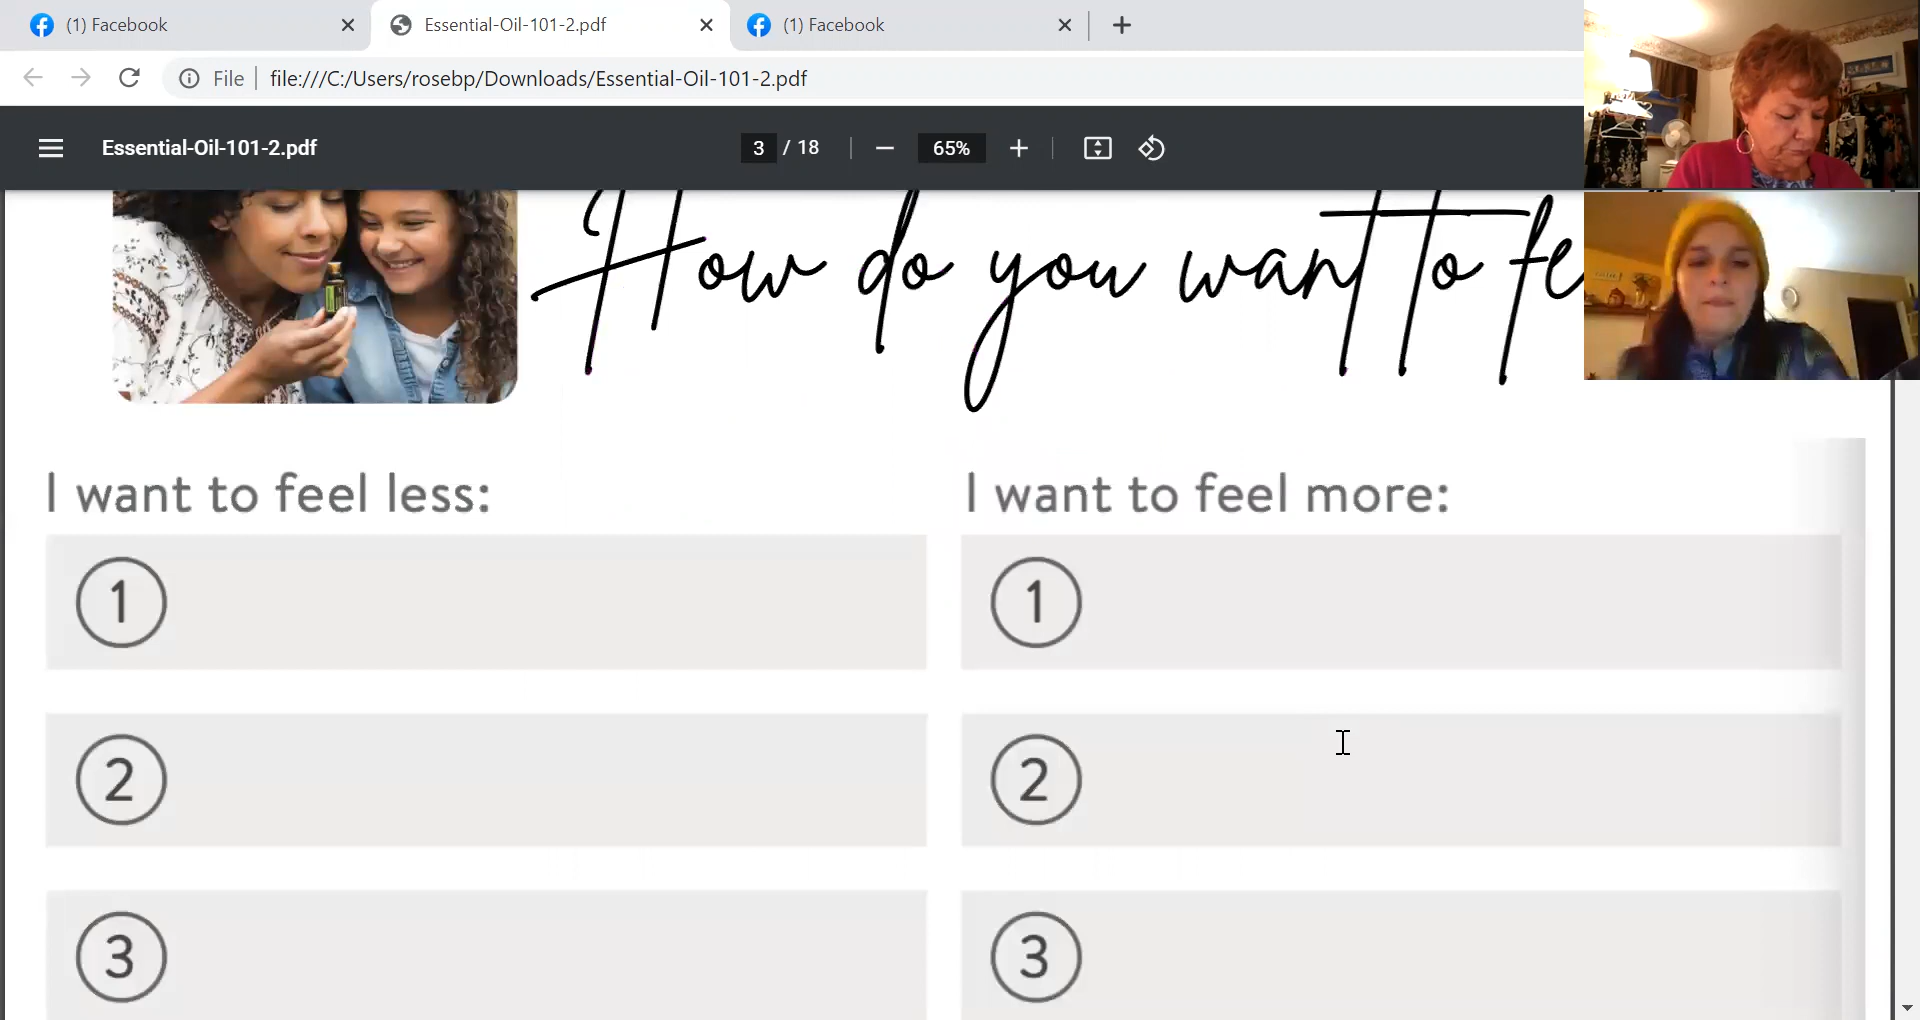 (1) Facebook
Essential-Oil-101-2.pdf
(1) Facebook
File
file:///C:/Users/rosebp/Downloads/Essential-Oil-101-2.pdf
Essential-Oil-101-2.pdf
3 / 18
65%
How do you want to fe
I want to feel less:
I want to feel more:
1
1
2
2
3
3